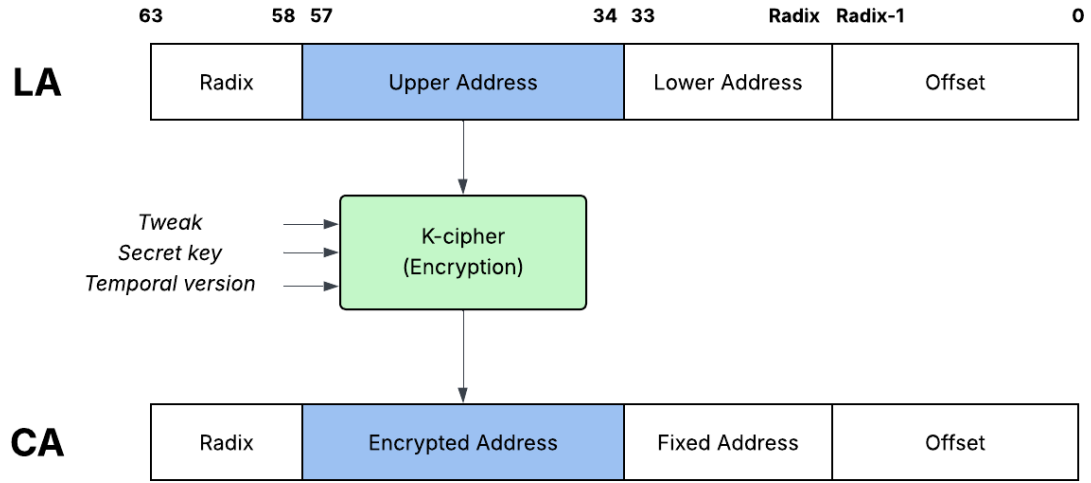 63 58 57 34 33 Radix Radix-1 0
LA Radix Upper Address Lower Address Offset
Tweak
Secret key
Temporal version
K-cipher
(Encryption)
CA Radix Encrypted Address Fixed Address Offset